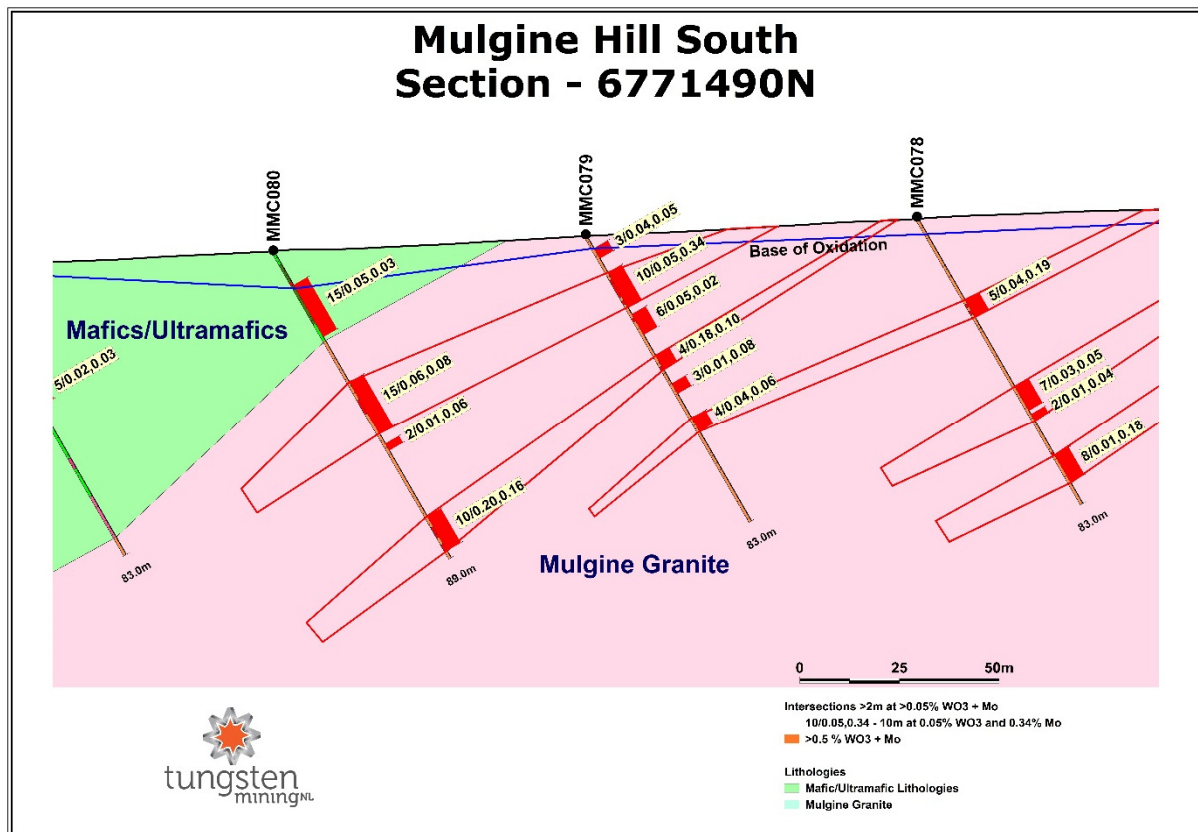 Mulgine Hill South
Section - 6771490N
MMC080
MMC079
MMC078
3/0.04,0.05
10/0.05,0.34
6/0.05,0.02
4/0.18,0.10
3/0.01,0.08
4/0.04,0.06
Base of Oxidation
15/0.05,0.03
15/0.06,0.08
2/0.01,0.06
10/0.20,0.16
5/0.04,0.19
7/0.03,0.05
2/0.01,0.04
8/0.01,0.18
Mafics/Ultramafics
5/0.02,0.03
83.0m
89.0m
83.0m
83.0m
Mulgine Granite
0 25 50m
Intersections >2m at >0.05% WO3 + Mo
10/0.05,0.34 - 10m at 0.05% WO3 and 0.34% Mo
>0.5 % WO3 + Mo
Lithologies
Mafic/Ultramafic Lithologies
Mulgine Granite
tungsten
mining NL